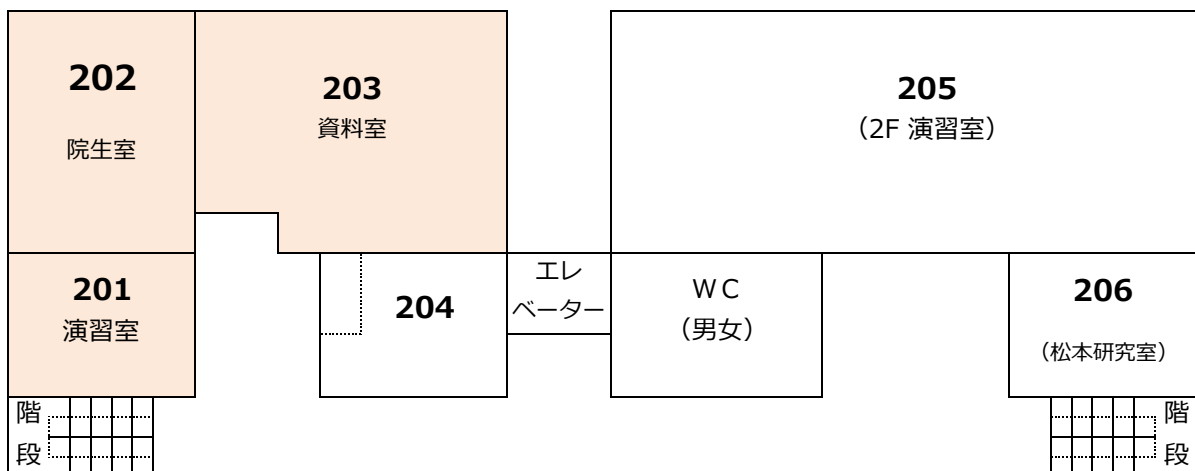 202
院生室
203
資料室
205
（2F 演習室）
201
演習室
204
エレ
ベーター
ＷＣ
（男女）
206
（松本研究室）
階
段
階
段